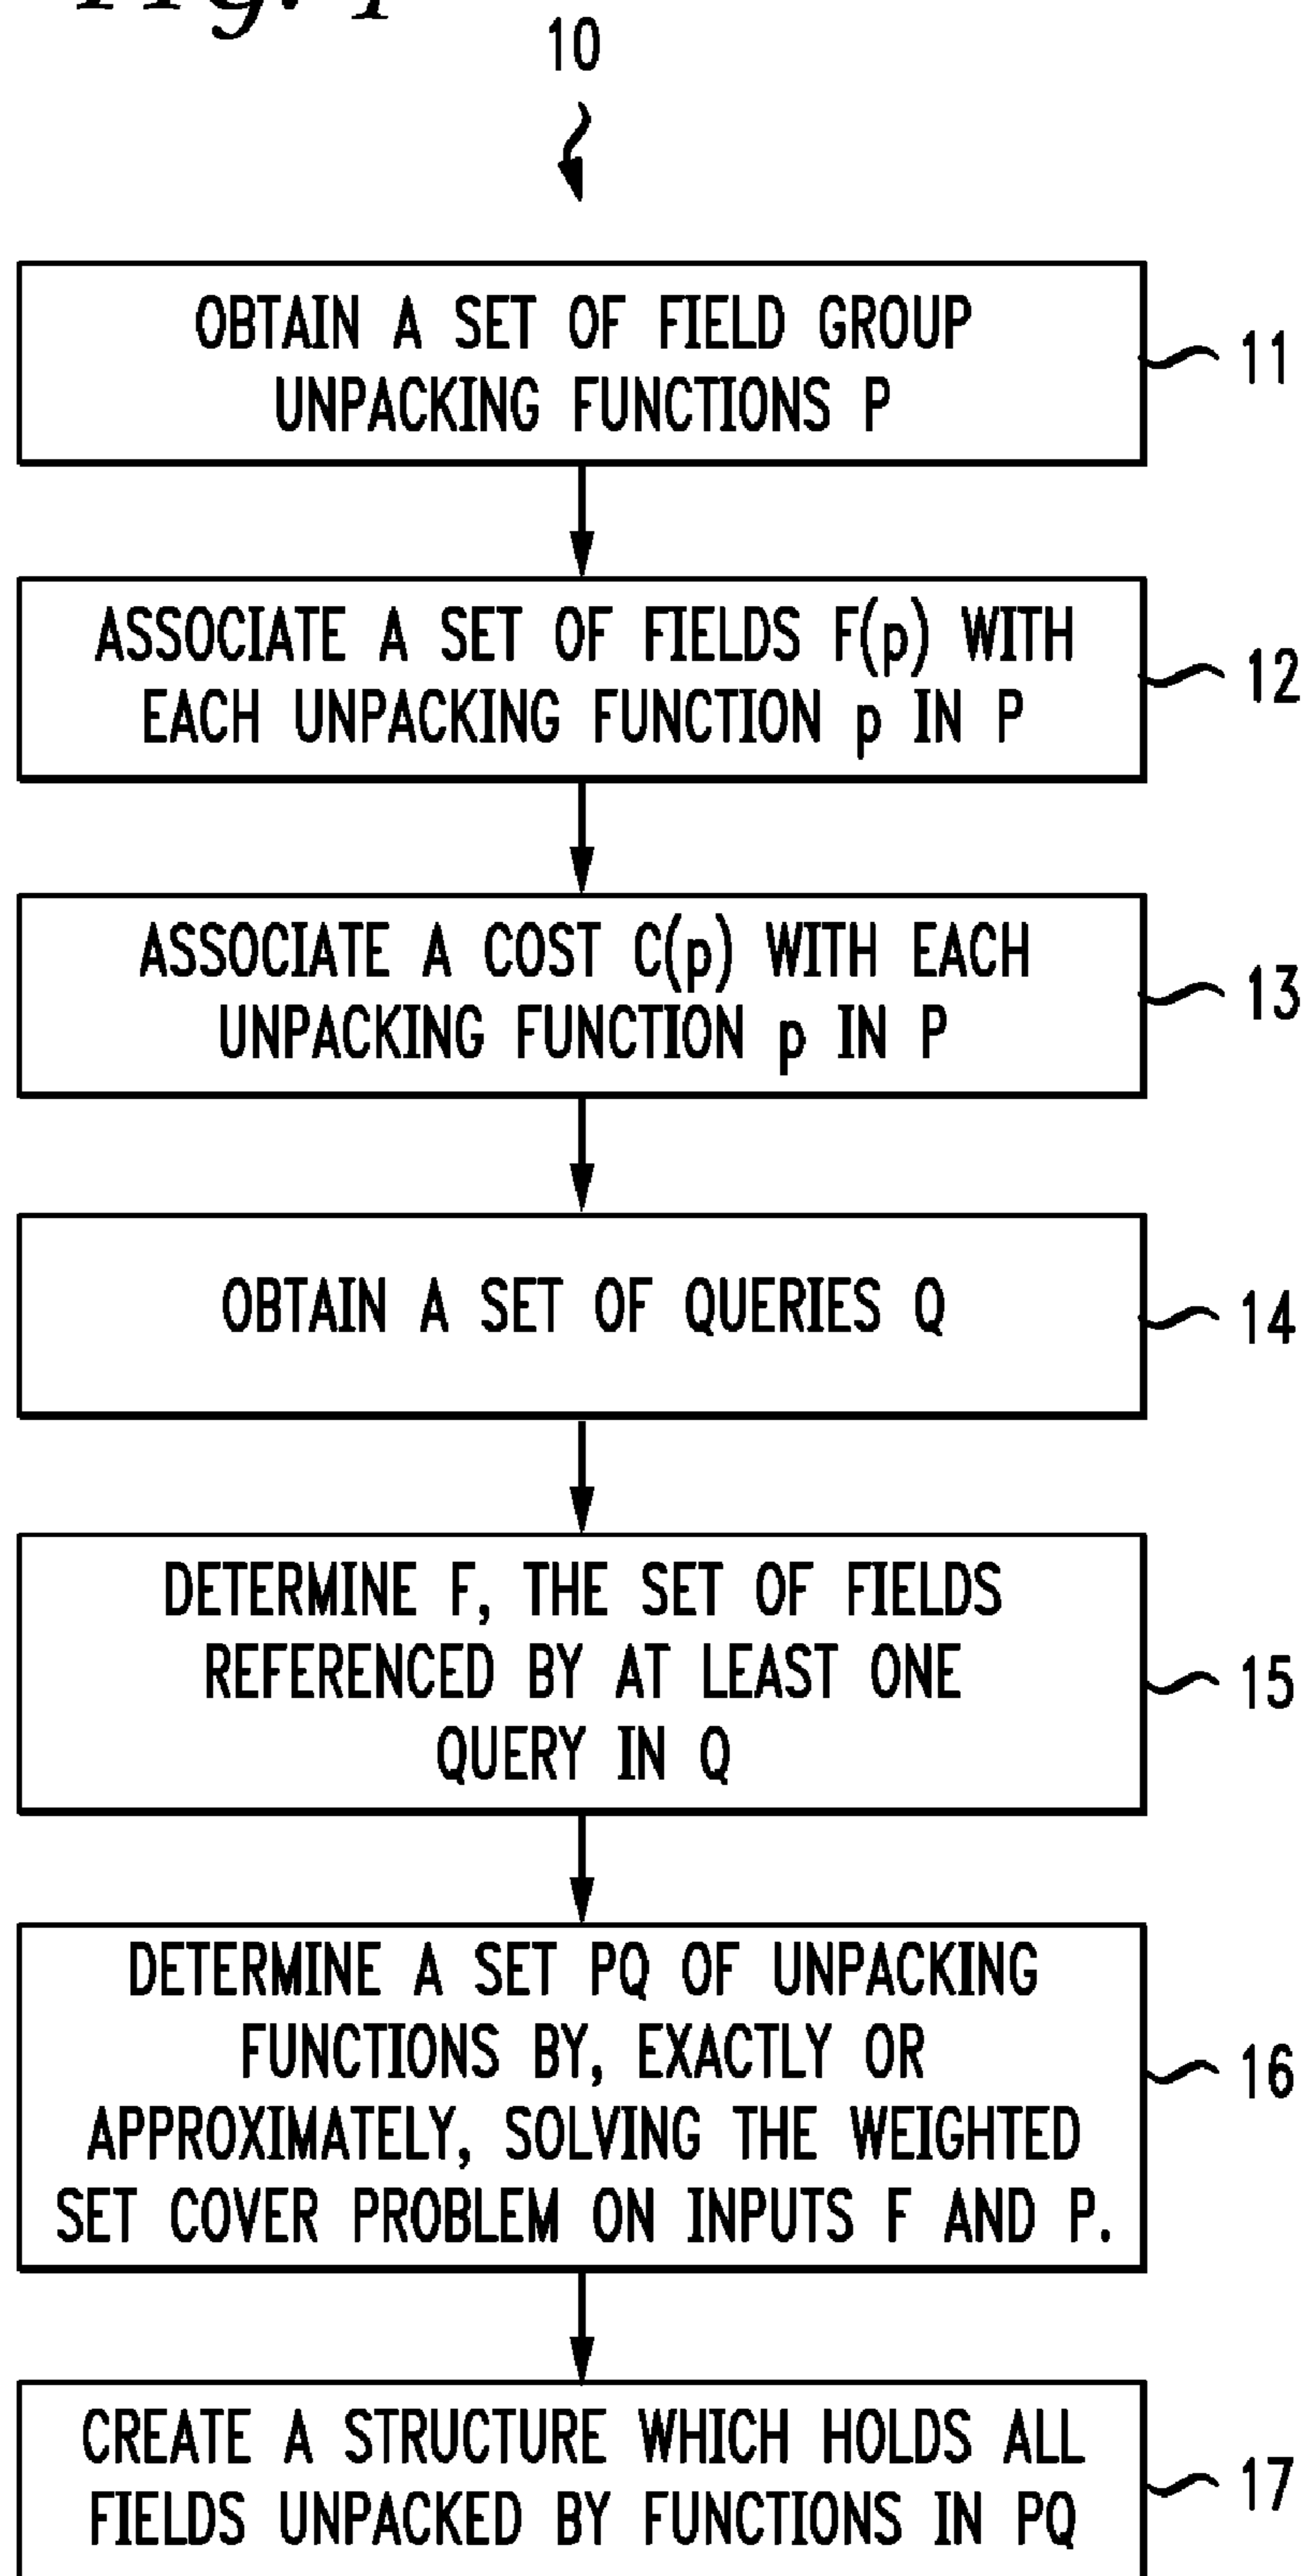 10
OBTAIN A SET OF FIELD GROUP
UNPACKING FUNCTIONS P
11
ASSOCIATE A SET OF FIELDS F(p) WITH
EACH UNPACKING FUNCTION p IN P
12
ASSOCIATE A COST C(p) WITH EACH
UNPACKING FUNCTION p IN P
13
OBTAIN A SET OF QUERIES Q
14
DETERMINE F, THE SET OF FIELDS
REFERENCED BY AT LEAST ONE
QUERY IN Q
15
DETERMINE A SET PQ OF UNPACKING
FUNCTIONS BY, EXACTLY OR
APPROXIMATELY, SOLVING THE WEIGHTED
SET COVER PROBLEM ON INPUTS F AND P.
16
CREATE A STRUCTURE WHICH HOLDS ALL
FIELDS UNPACKED BY FUNCTIONS IN PQ
17